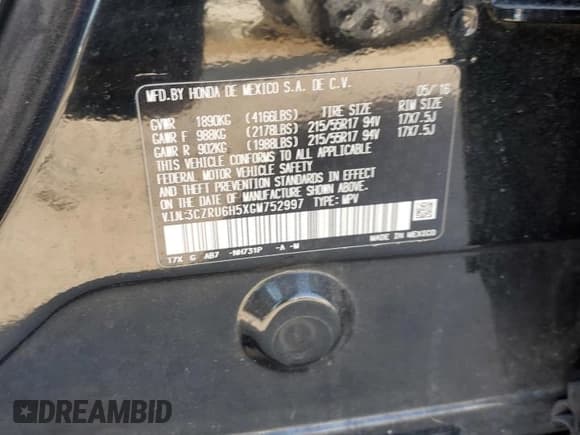 MFD.BY HONDA DE MEXICO S.A. DE C.V. 05/16
GVWR 1890KG (4166LBS) TIRE SIZE RIM SIZE
GAWR F 988KG (2178LBS) 215/55R17 94V 17X7.5J
GAWR R 902KG (1988LBS) 215/55R17 94V 17X7.5J
THIS VEHICLE CONFORMS TO ALL APPLICABLE
FEDERAL MOTOR VEHICLE SAFETY
AND THEFT PREVENTION STANDARDS IN EFFECT
ON THE DATE OF MANUFACTURE SHOWN ABOVE.
V.I.N:3CZRU6H5XGM752997 TYPE: MPV
17X G AB7 -NH731P -A -M MADE IN MEXICO
DREAMBID